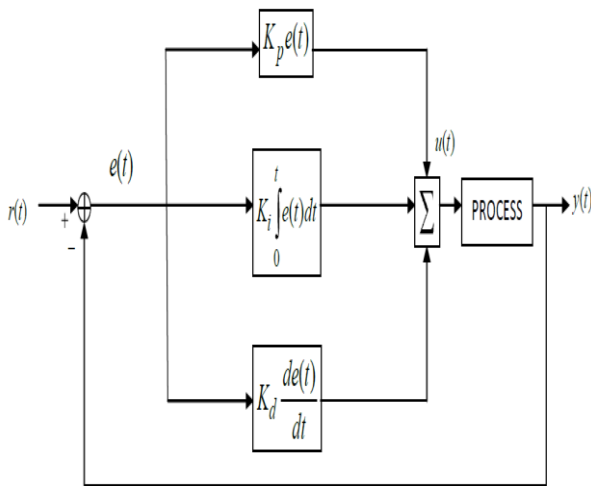 K_p e(t)
u(t)
e(t)
r(t)
+
−
K_i ∫_0^t e(t)dt
Σ
PROCESS
y(t)
K_d de(t)/dt